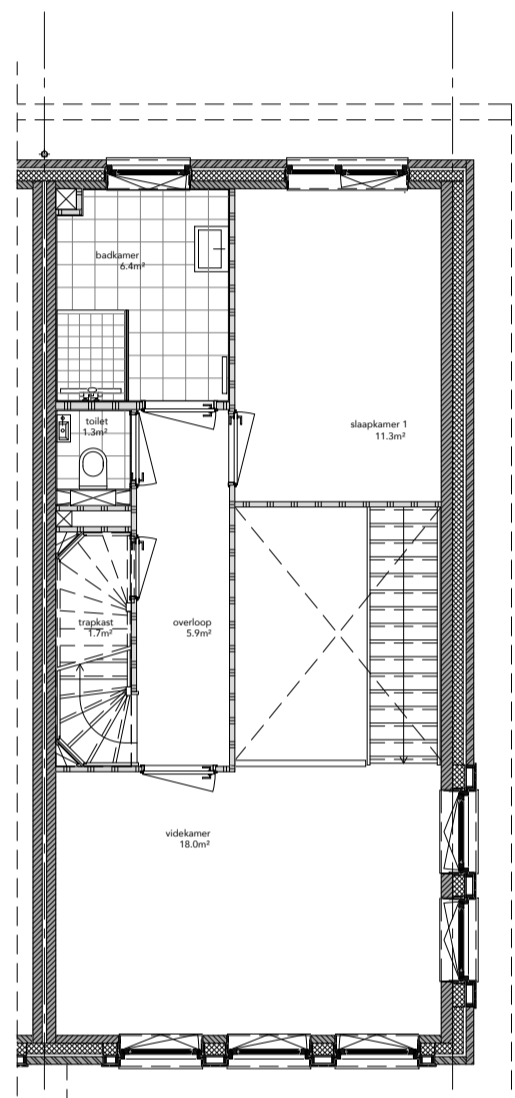 badkamer
6.4m²
toilet
1.3m²
slaapkamer 1
11.3m²
trapkast
1.7m²
overloop
5.9m²
videkamer
18.0m²